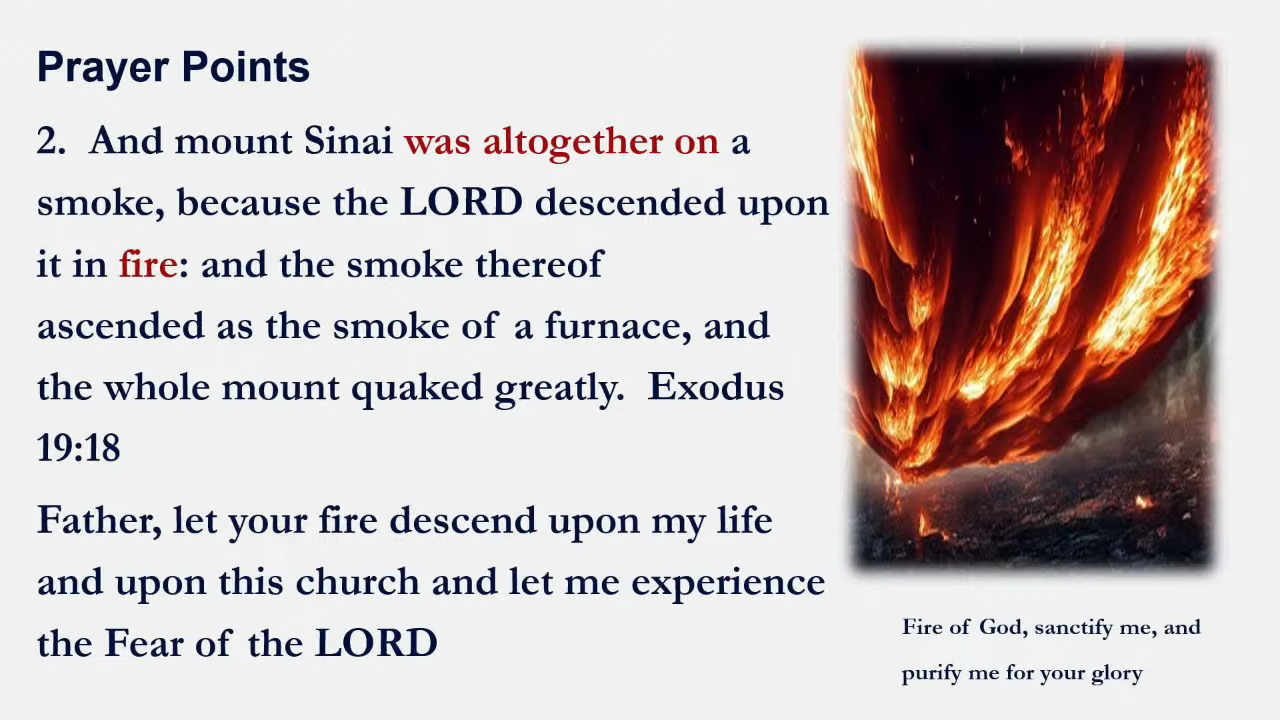 Prayer Points
2. And mount Sinai was altogether on a
smoke, because the LORD descended upon
it in fire: and the smoke thereof
ascended as the smoke of a furnace, and
the whole mount quaked greatly. Exodus
19:18
Father, let your fire descend upon my life
and upon this church and let me experience
the Fear of the LORD
Fire of God, sanctify me, and
purify me for your glory